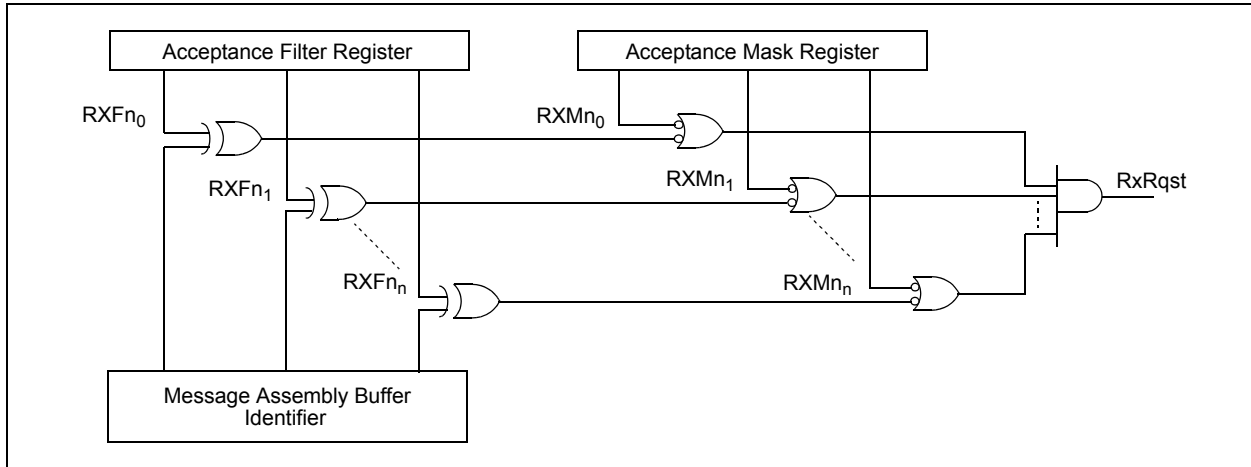 Acceptance Filter Register
Acceptance Mask Register
RXFn0
RXMn0
RXFn1
RXMn1
RxRqst
RXFnn
RXMnn
Message Assembly Buffer
Identifier